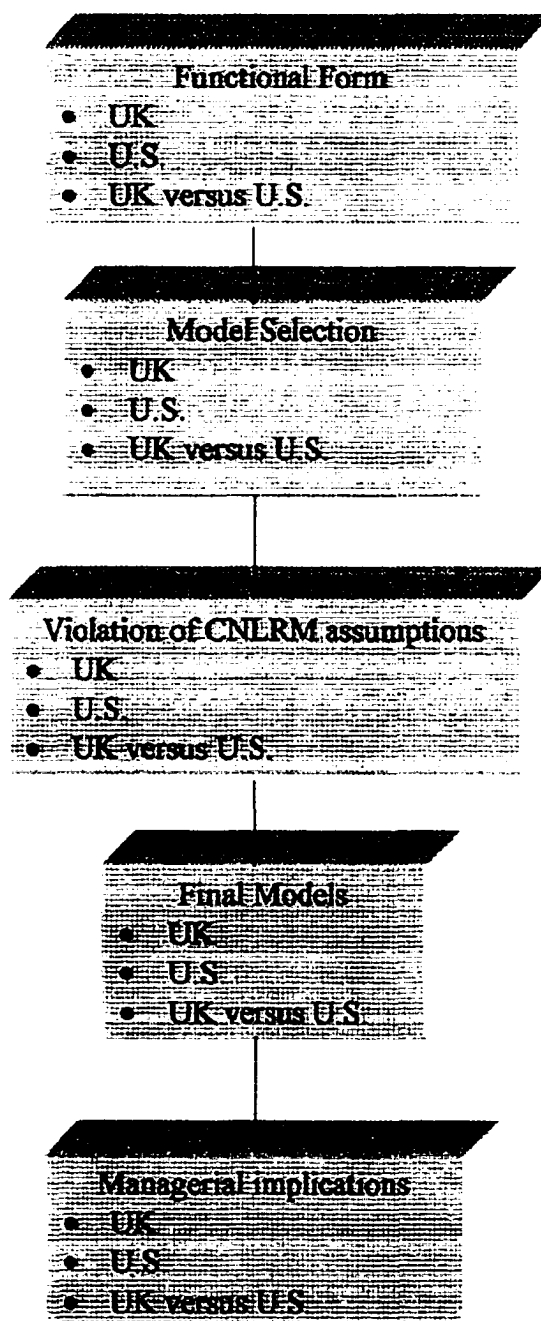 Functional Form
• UK
• U.S.
• UK versus U.S.
Model Selection
• UK
• U.S.
• UK versus U.S.
Violation of CNLRM assumptions
• UK
• U.S.
• UK versus U.S.
Final Models
• UK
• U.S
• UK versus U.S
Managerial implications
• UK
• U.S
• UK versus U.S